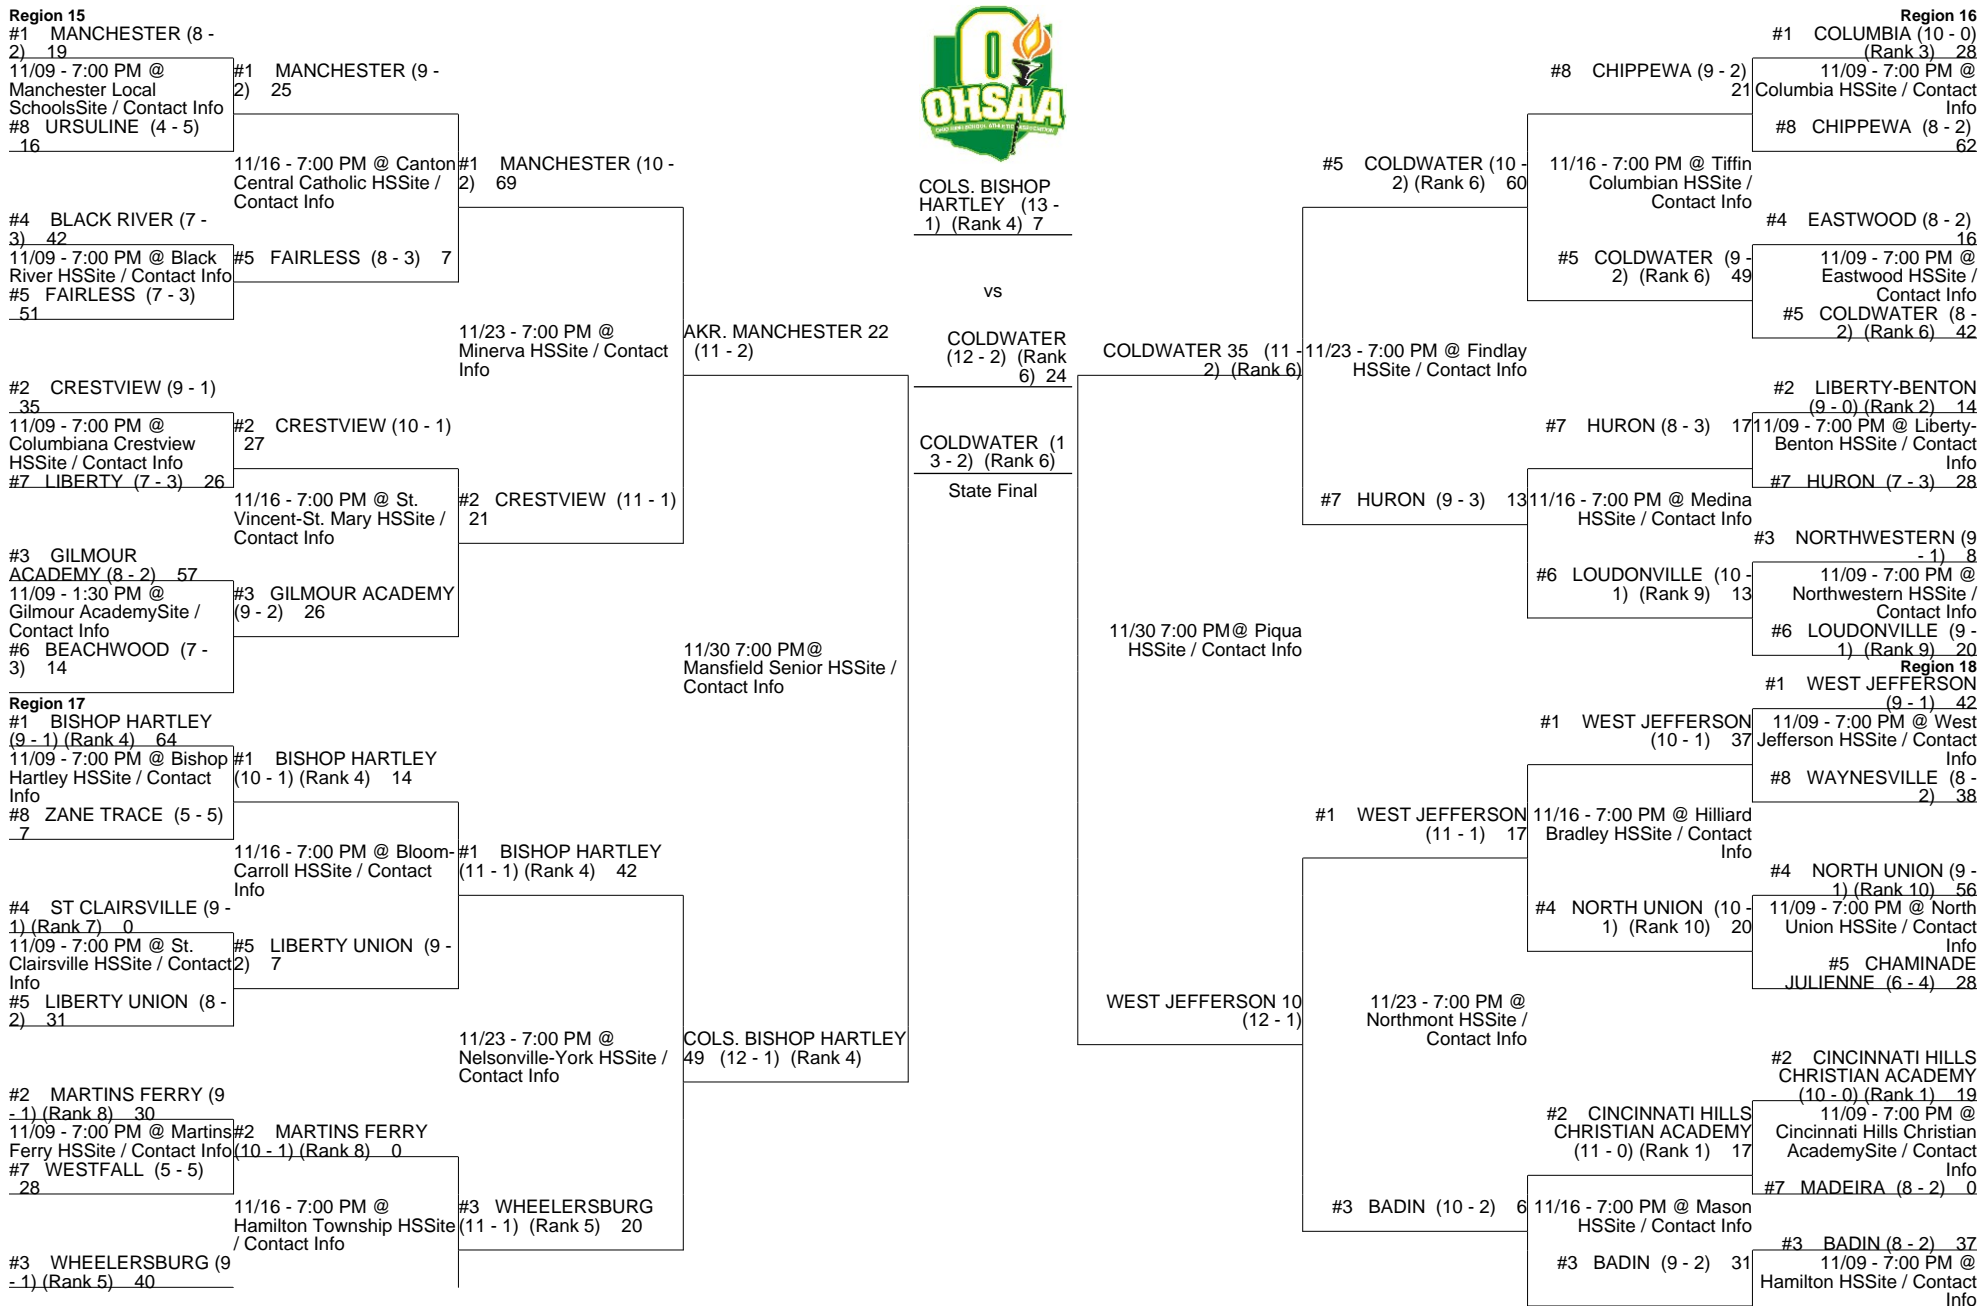 Region 15
#1 MANCHESTER (8 -
2) 19
11/09 - 7:00 PM @
Manchester Local
SchoolsSite / Contact Info
#8 URSULINE (4 - 5)
16
#4 BLACK RIVER (7 -
3) 42
11/09 - 7:00 PM @ Black
River HSSite / Contact Info
#5 FAIRLESS (7 - 3)
51
#2 CRESTVIEW (9 - 1)
35
11/09 - 7:00 PM @
Columbiana Crestview
HSSite / Contact Info
#7 LIBERTY (7 - 3) 26
#3 GILMOUR
ACADEMY (8 - 2) 57
11/09 - 1:30 PM @
Gilmour AcademySite /
Contact Info
#6 BEACHWOOD (7 -
3) 14
Region 17
#1 BISHOP HARTLEY
(9 - 1) (Rank 4) 64
11/09 - 7:00 PM @ Bishop
Hartley HSSite / Contact
Info
#8 ZANE TRACE (5 - 5)
7
#4 ST CLAIRSVILLE (9 -
1) (Rank 7) 0
11/09 - 7:00 PM @ St.
Clairsville HSSite / Contact
Info
#5 LIBERTY UNION (8 -
2) 31
#2 MARTINS FERRY (9
- 1) (Rank 8) 30
11/09 - 7:00 PM @ Martins
Ferry HSSite / Contact Info
#7 WESTFALL (5 - 5)
28
#3 WHEELERSBURG (9
- 1) (Rank 5) 40
#1 MANCHESTER (9 -
2) 25
11/16 - 7:00 PM @ Canton
Central Catholic HSSite /
Contact Info
#5 FAIRLESS (8 - 3) 7
#2 CRESTVIEW (10 - 1)
27
11/16 - 7:00 PM @ St.
Vincent-St. Mary HSSite /
Contact Info
#3 GILMOUR ACADEMY
(9 - 2) 26
#1 BISHOP HARTLEY
(10 - 1) (Rank 4) 14
11/16 - 7:00 PM @ Bloom-
Carroll HSSite / Contact
Info
#5 LIBERTY UNION (9 -
2) 7
#2 MARTINS FERRY
(10 - 1) (Rank 8) 0
11/16 - 7:00 PM @
Hamilton Township HSSite
/ Contact Info
#1 MANCHESTER (10 -
2) 69
11/23 - 7:00 PM @
Minerva HSSite / Contact
Info
#2 CRESTVIEW (11 - 1)
21
#1 BISHOP HARTLEY
(11 - 1) (Rank 4) 42
11/23 - 7:00 PM @
Nelsonville-York HSSite /
Contact Info
#3 WHEELERSBURG
(11 - 1) (Rank 5) 20
AKR. MANCHESTER 22
(11 - 2)
11/30 7:00 PM@
Mansfield Senior HSSite /
Contact Info
COLS. BISHOP HARTLEY
49 (12 - 1) (Rank 4)
O
OHSAA
COLS. BISHOP
HARTLEY (13 -
1) (Rank 4) 7
vs
COLDWATER
(12 - 2) (Rank
6) 24
COLDWATER (1
3 - 2) (Rank 6)
State Final
COLDWATER 35 (11 -
2) (Rank 6)
11/30 7:00 PM@ Piqua
HSSite / Contact Info
WEST JEFFERSON 10
(12 - 1)
#5 COLDWATER (10 -
2) (Rank 6) 60
11/23 - 7:00 PM @ Findlay
HSSite / Contact Info
#7 HURON (9 - 3) 13
#1 WEST JEFFERSON
(11 - 1) 17
11/23 - 7:00 PM @
Northmont HSSite /
Contact Info
#3 BADIN (10 - 2) 6
#8 CHIPPEWA (9 - 2)
21
11/16 - 7:00 PM @ Tiffin
Columbian HSSite /
Contact Info
#5 COLDWATER (9 -
2) (Rank 6) 49
#7 HURON (8 - 3) 17
11/16 - 7:00 PM @ Medina
HSSite / Contact Info
#6 LOUDONVILLE (10 -
1) (Rank 9) 13
#1 WEST JEFFERSON
(10 - 1) 37
11/16 - 7:00 PM @ Hilliard
Bradley HSSite / Contact
Info
#4 NORTH UNION (10 -
1) (Rank 10) 20
#2 CINCINNATI HILLS
CHRISTIAN ACADEMY
(11 - 0) (Rank 1) 17
11/16 - 7:00 PM @ Mason
HSSite / Contact Info
#3 BADIN (9 - 2) 31
Region 16
#1 COLUMBIA (10 - 0)
(Rank 3) 28
11/09 - 7:00 PM @
Columbia HSSite / Contact
Info
#8 CHIPPEWA (8 - 2)
62
#4 EASTWOOD (8 - 2)
16
11/09 - 7:00 PM @
Eastwood HSSite /
Contact Info
#5 COLDWATER (8 -
2) (Rank 6) 42
#2 LIBERTY-BENTON
(9 - 0) (Rank 2) 14
11/09 - 7:00 PM @ Liberty-
Benton HSSite / Contact
Info
#7 HURON (7 - 3) 28
#3 NORTHWESTERN (9
- 1) 8
11/09 - 7:00 PM @
Northwestern HSSite /
Contact Info
#6 LOUDONVILLE (9 -
1) (Rank 9) 20
Region 18
#1 WEST JEFFERSON
(9 - 1) 42
11/09 - 7:00 PM @ West
Jefferson HSSite / Contact
Info
#8 WAYNESVILLE (8 -
2) 38
#4 NORTH UNION (9 -
1) (Rank 10) 56
11/09 - 7:00 PM @ North
Union HSSite / Contact
Info
#5 CHAMINADE
JULIENNE (6 - 4) 28
#2 CINCINNATI HILLS
CHRISTIAN ACADEMY
(10 - 0) (Rank 1) 19
11/09 - 7:00 PM @
Cincinnati Hills Christian
AcademySite / Contact
Info
#7 MADEIRA (8 - 2) 0
#3 BADIN (8 - 2) 37
11/09 - 7:00 PM @
Hamilton HSSite / Contact
Info